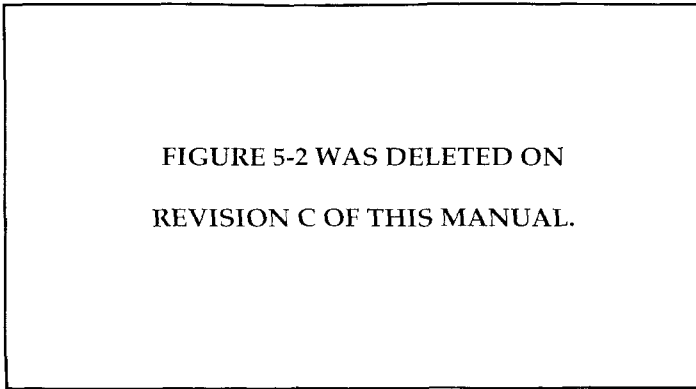 FIGURE 5-2 WAS DELETED ON
REVISION C OF THIS MANUAL.